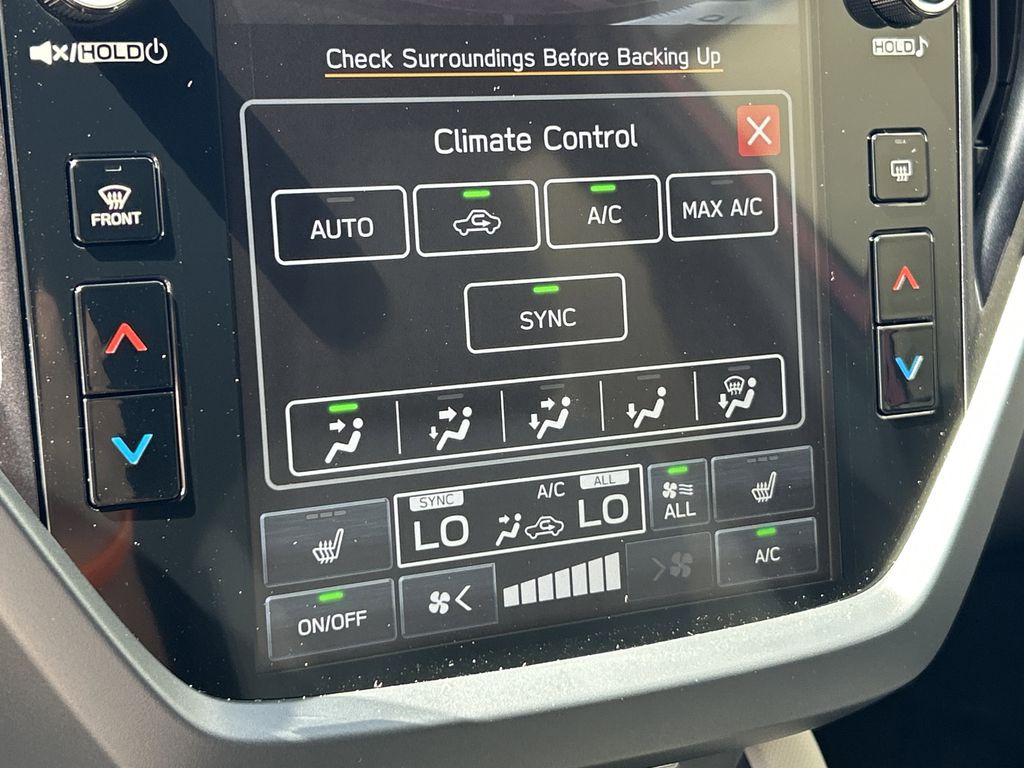 /HOLD
HOLD
Check Surroundings Before Backing Up
Climate Control
FRONT
AUTO
A/C
MAX A/C
SYNC
SYNC
A/C
ALL
LO
LO
ALL
ON/OFF
A/C